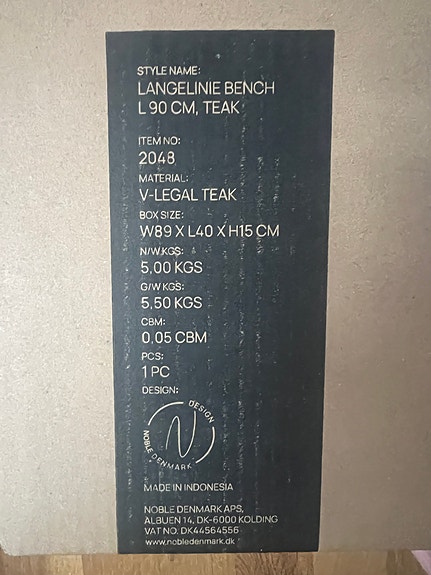 STYLE NAME:
LANGELINIE BENCH
L 90 CM, TEAK
ITEM NO:
2048
MATERIAL:
V-LEGAL TEAK
BOX SIZE:
W89 X L40 X H15 CM
N/W.KGS:
5,00 KGS
G/W KGS:
5,50 KGS
CBM:
0,05 CBM
PCS:
1 PC
DESIGN:
DESIGN
N
NOBLE DENMARK
MADE IN INDONESIA
NOBLE DENMARK APS,
ALBUEN 14, DK-6000 KOLDING
VAT NO. DK44564556
www.nobledenmark.dk